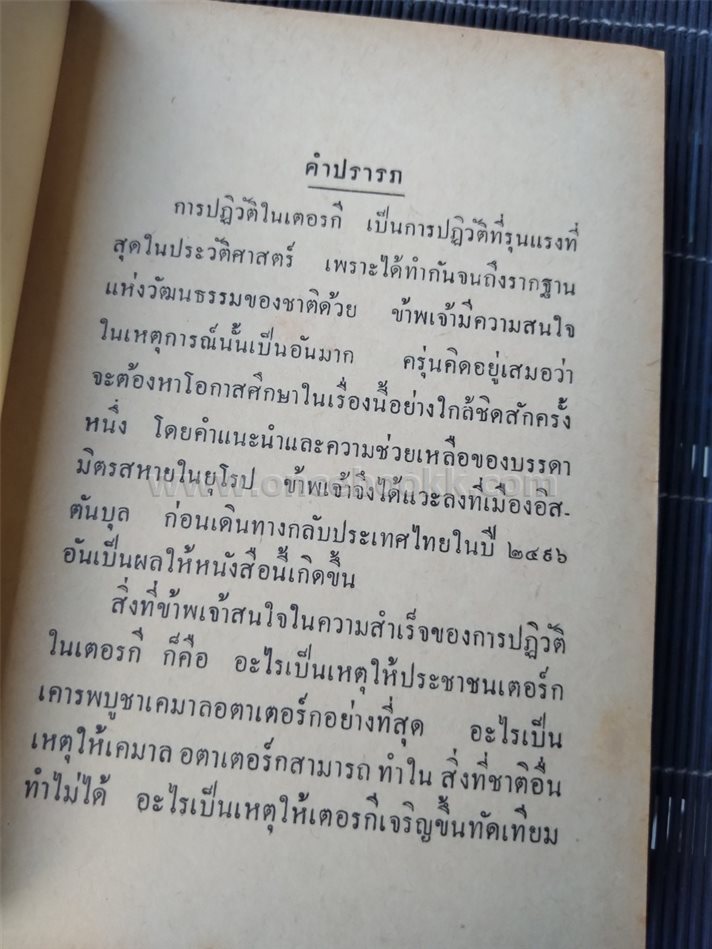 คำปรารภ
การปฏิวัติในเตอรกี เป็นการปฏิวัติที่รุนแรงที่
สุดในประวัติศาสตร์ เพราะได้ทำกันจนถึงรากฐาน
แห่งวัฒนธรรมของชาติด้วย ข้าพเจ้ามีความสนใจ
ในเหตุการณ์นั้นเป็นอันมาก ครุ่นคิดอยู่เสมอว่า
จะต้องหาโอกาสศึกษาในเรื่องนี้อย่างใกล้ชิดสักครั้ง
หนึ่ง โดยคำแนะนำและความช่วยเหลือของบรรดา
มิตรสหายในยุโรป ข้าพเจ้าจึงได้แวะลงที่เมืองอิส-
ตันบุล ก่อนเดินทางกลับประเทศไทยในปี ๒๔๙๖
อันเป็นผลให้หนังสือนี้เกิดขึ้น
สิ่งที่ข้าพเจ้าสนใจในความสำเร็จของการปฏิวัติ
ในเตอรกี ก็คือ อะไรเป็นเหตุให้ประชาชนเตอร์ก
เคารพบูชาเคมาลอตาเตอร์กอย่างที่สุด อะไรเป็น
เหตุให้เคมาล อตาเตอร์กสามารถ ทำใน สิ่งที่ชาติอื่น
ทำไม่ได้ อะไรเป็นเหตุให้เตอรกีเจริญขึ้นทัดเทียม